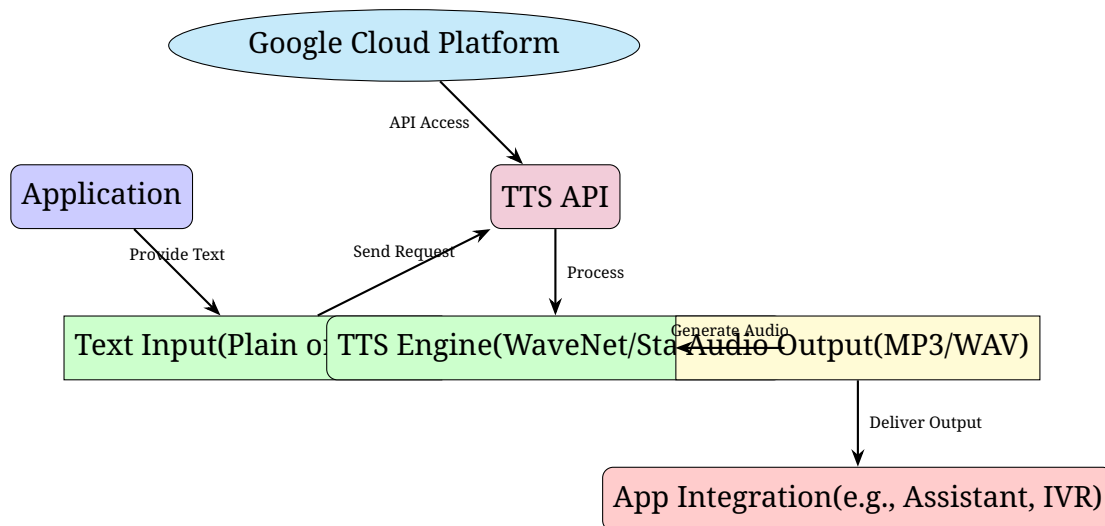 Google Cloud Platform
API Access
Application
TTS API
Provide Text
Send Request
Process
Text Input(Plain
TTS Engine(WaveNet/Sta
Generate Audio
Audio Output(MP3/WAV)
Deliver Output
App Integration(e.g., Assistant, IVR)